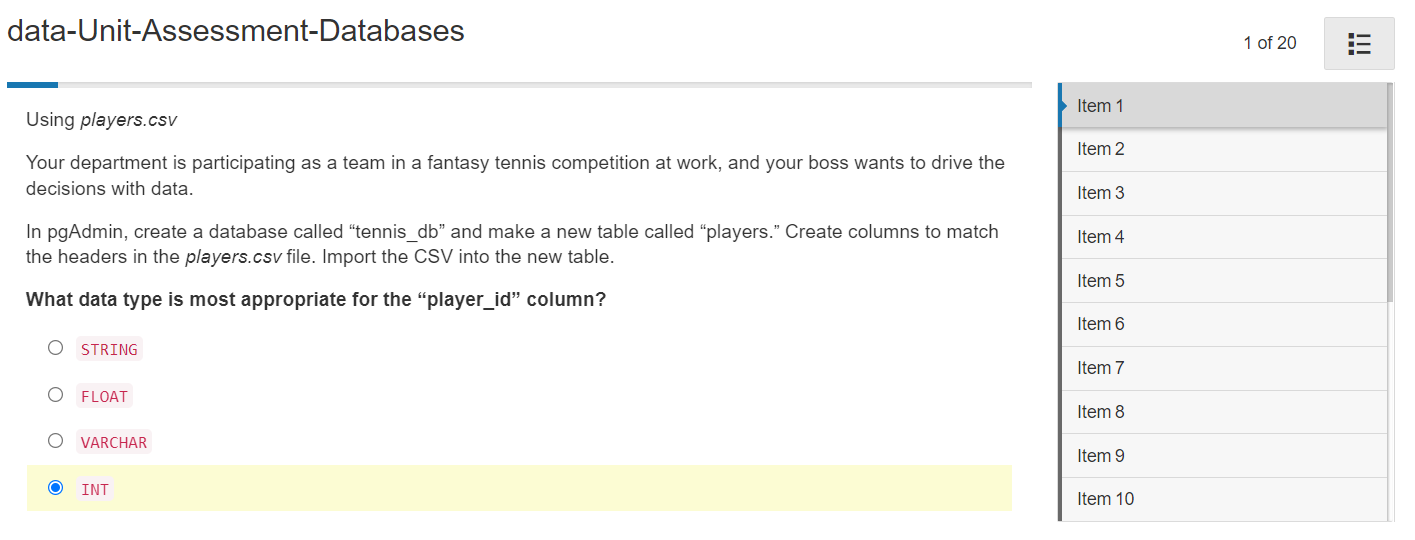 data-Unit-Assessment-Databases
1 of 20
Using players.csv
Your department is participating as a team in a fantasy tennis competition at work, and your boss wants to drive the
decisions with data.
In pgAdmin, create a database called “tennis_db” and make a new table called “players.” Create columns to match
the headers in the players.csv file. Import the CSV into the new table.
What data type is most appropriate for the “player_id” column?
STRING
FLOAT
VARCHAR
INT
Item 1
Item 2
Item 3
Item 4
Item 5
Item 6
Item 7
Item 8
Item 9
Item 10